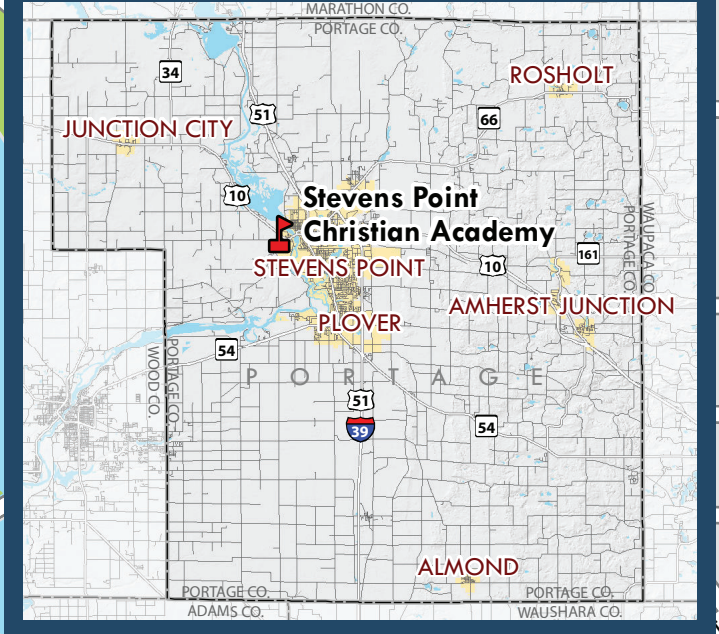 MARATHON CO.
PORTAGE CO.
34
ROSHOLT
51
66
JUNCTION CITY
10
Stevens Point
Christian Academy
WAUPACA CO.
PORTAGE CO.
161
STEVENS POINT
10
AMHERST JUNCTION
PLOVER
54
PORTAGE CO.
WOOD CO.
PORTAGE
51
39
54
ALMOND
PORTAGE CO.
ADAMS CO.
PORTAGE CO.
WAUSHARA CO.